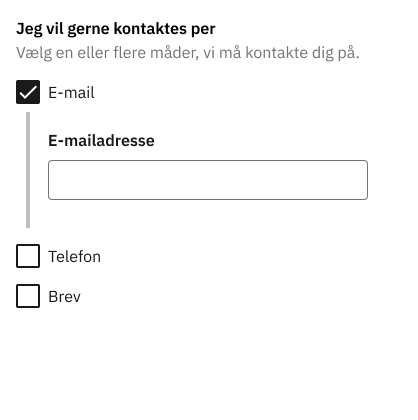 Jeg vil gerne kontaktes per
Vælg en eller flere måder, vi må kontakte dig på.
E-mail
E-mailadresse
Telefon
Brev